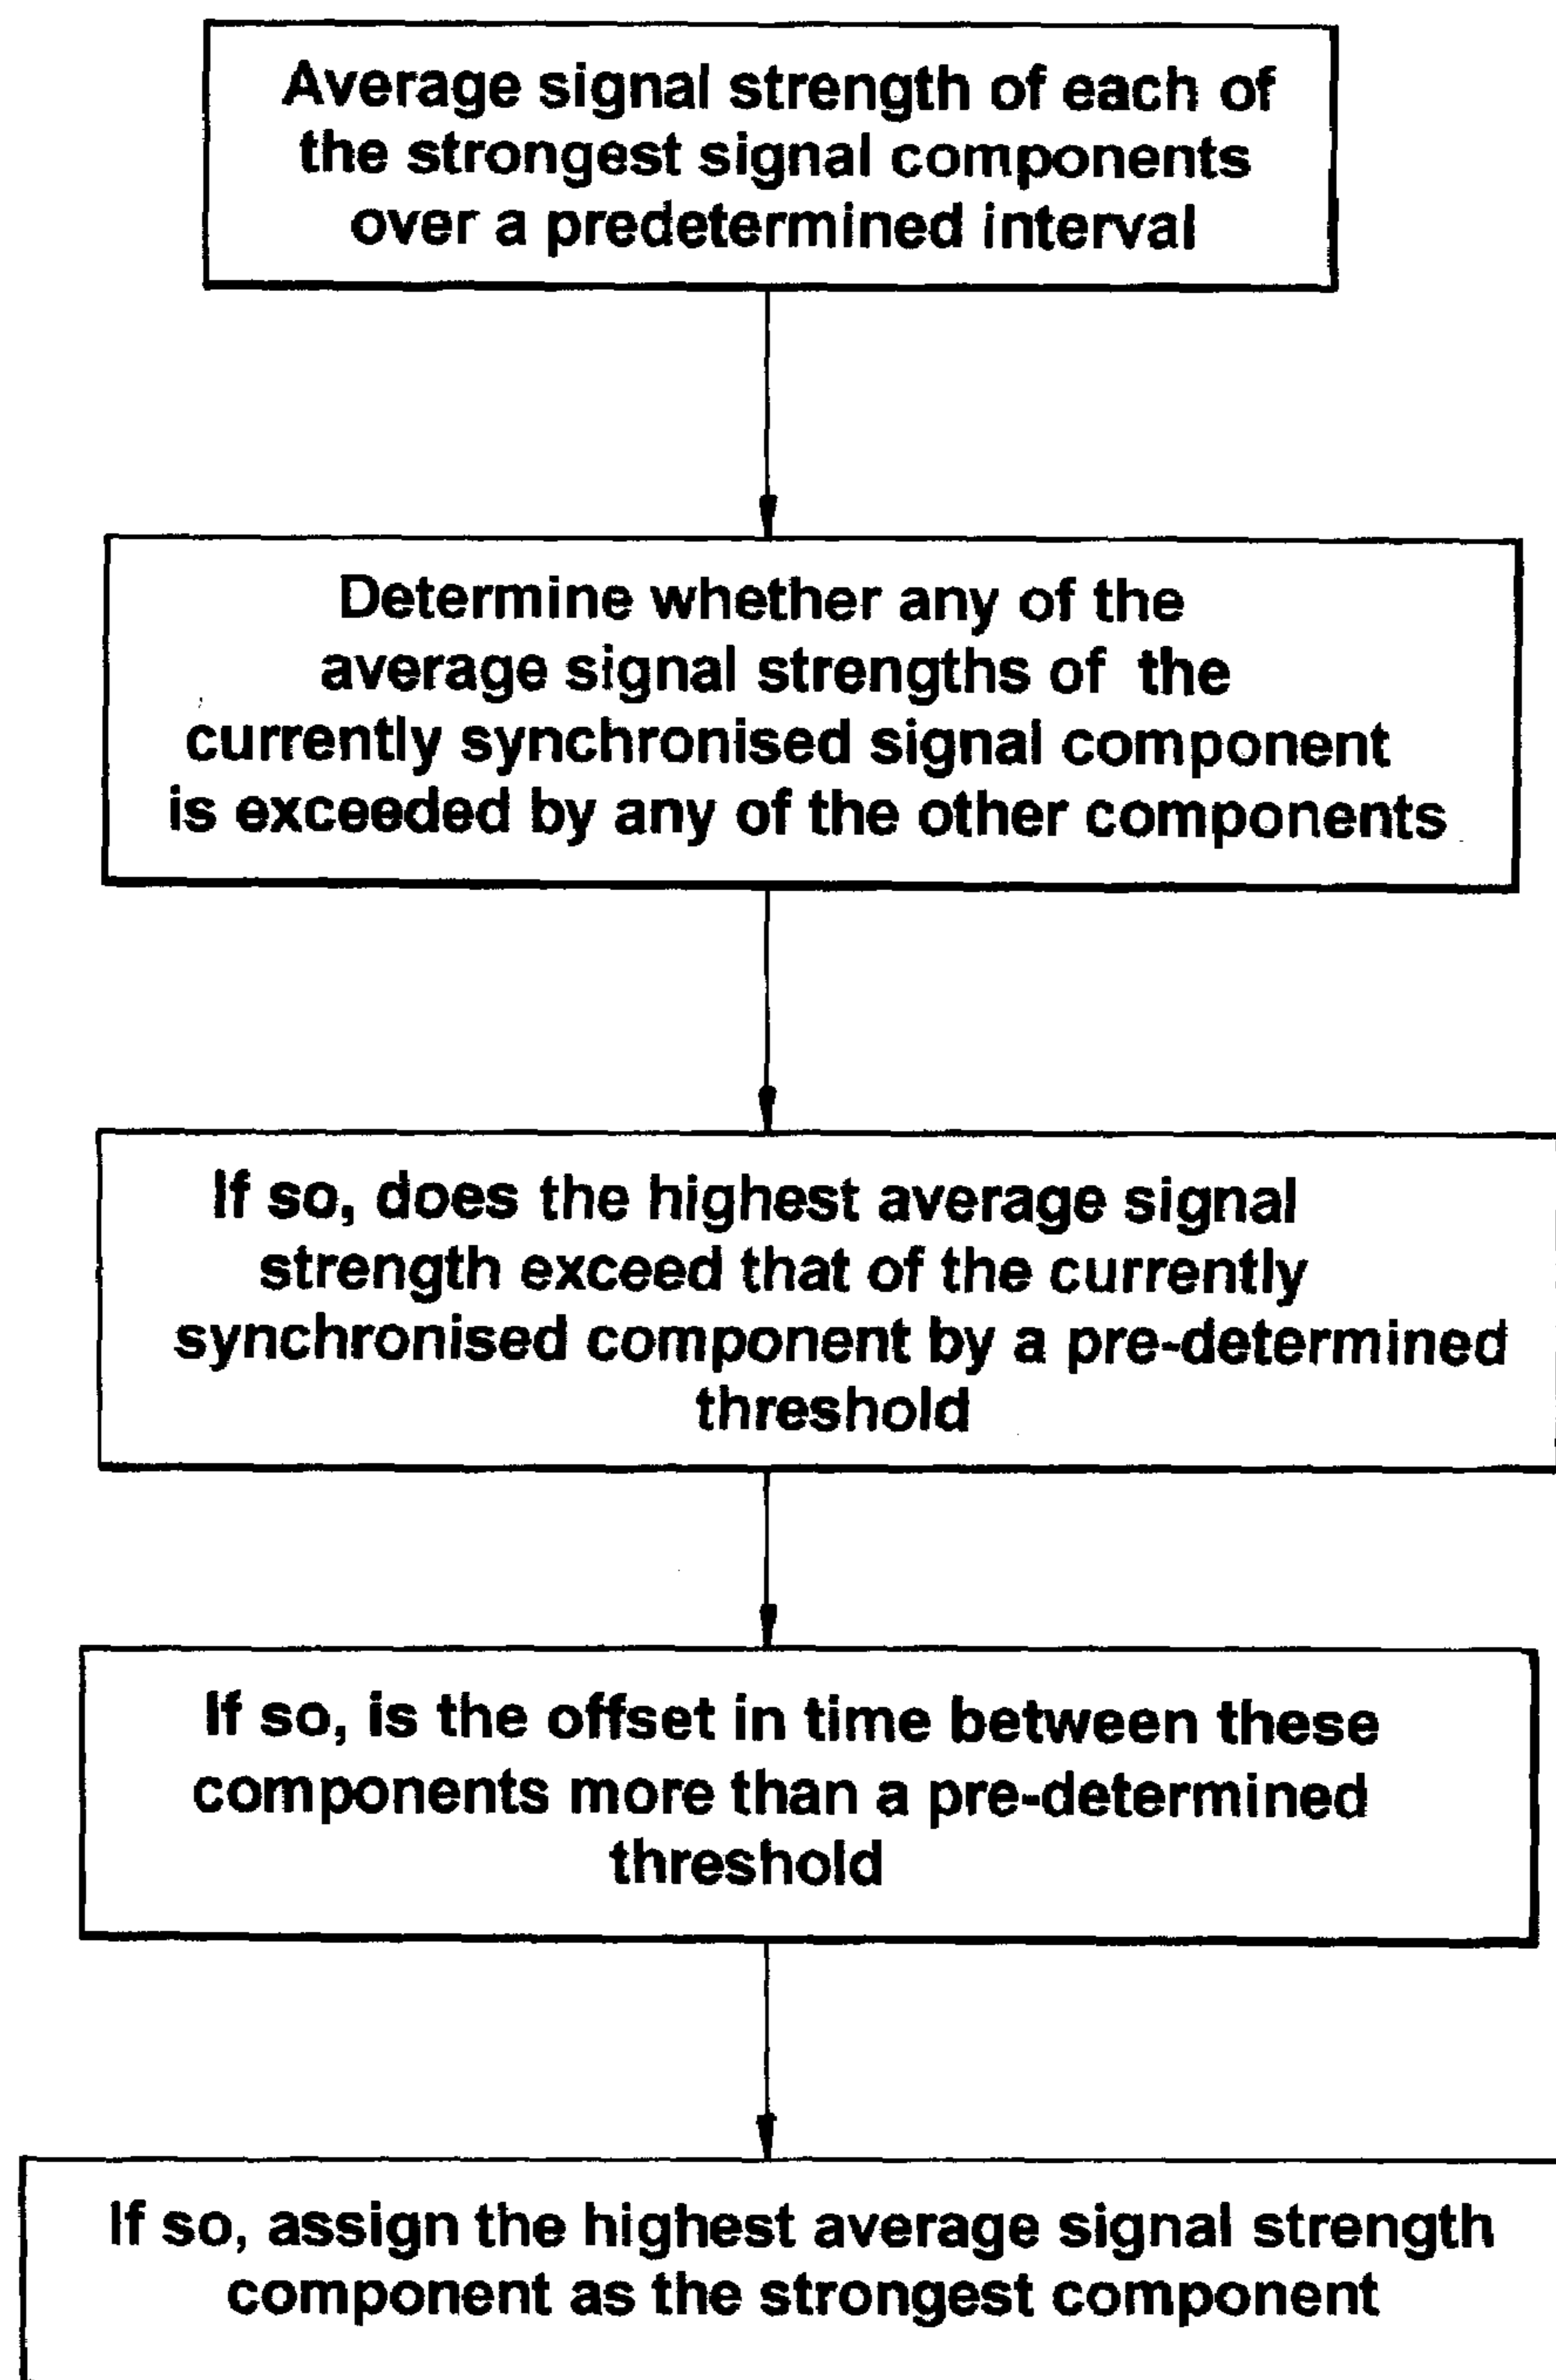 Average signal strength of each of
the strongest signal components
over a predetermined interval
Determine whether any of the
average signal strengths of the
currently synchronised signal component
is exceeded by any of the other components
If so, does the highest average signal
strength exceed that of the currently
synchronised component by a pre-determined
threshold
If so, is the offset in time between these
components more than a pre-determined
threshold
If so, assign the highest average signal strength
component as the strongest component